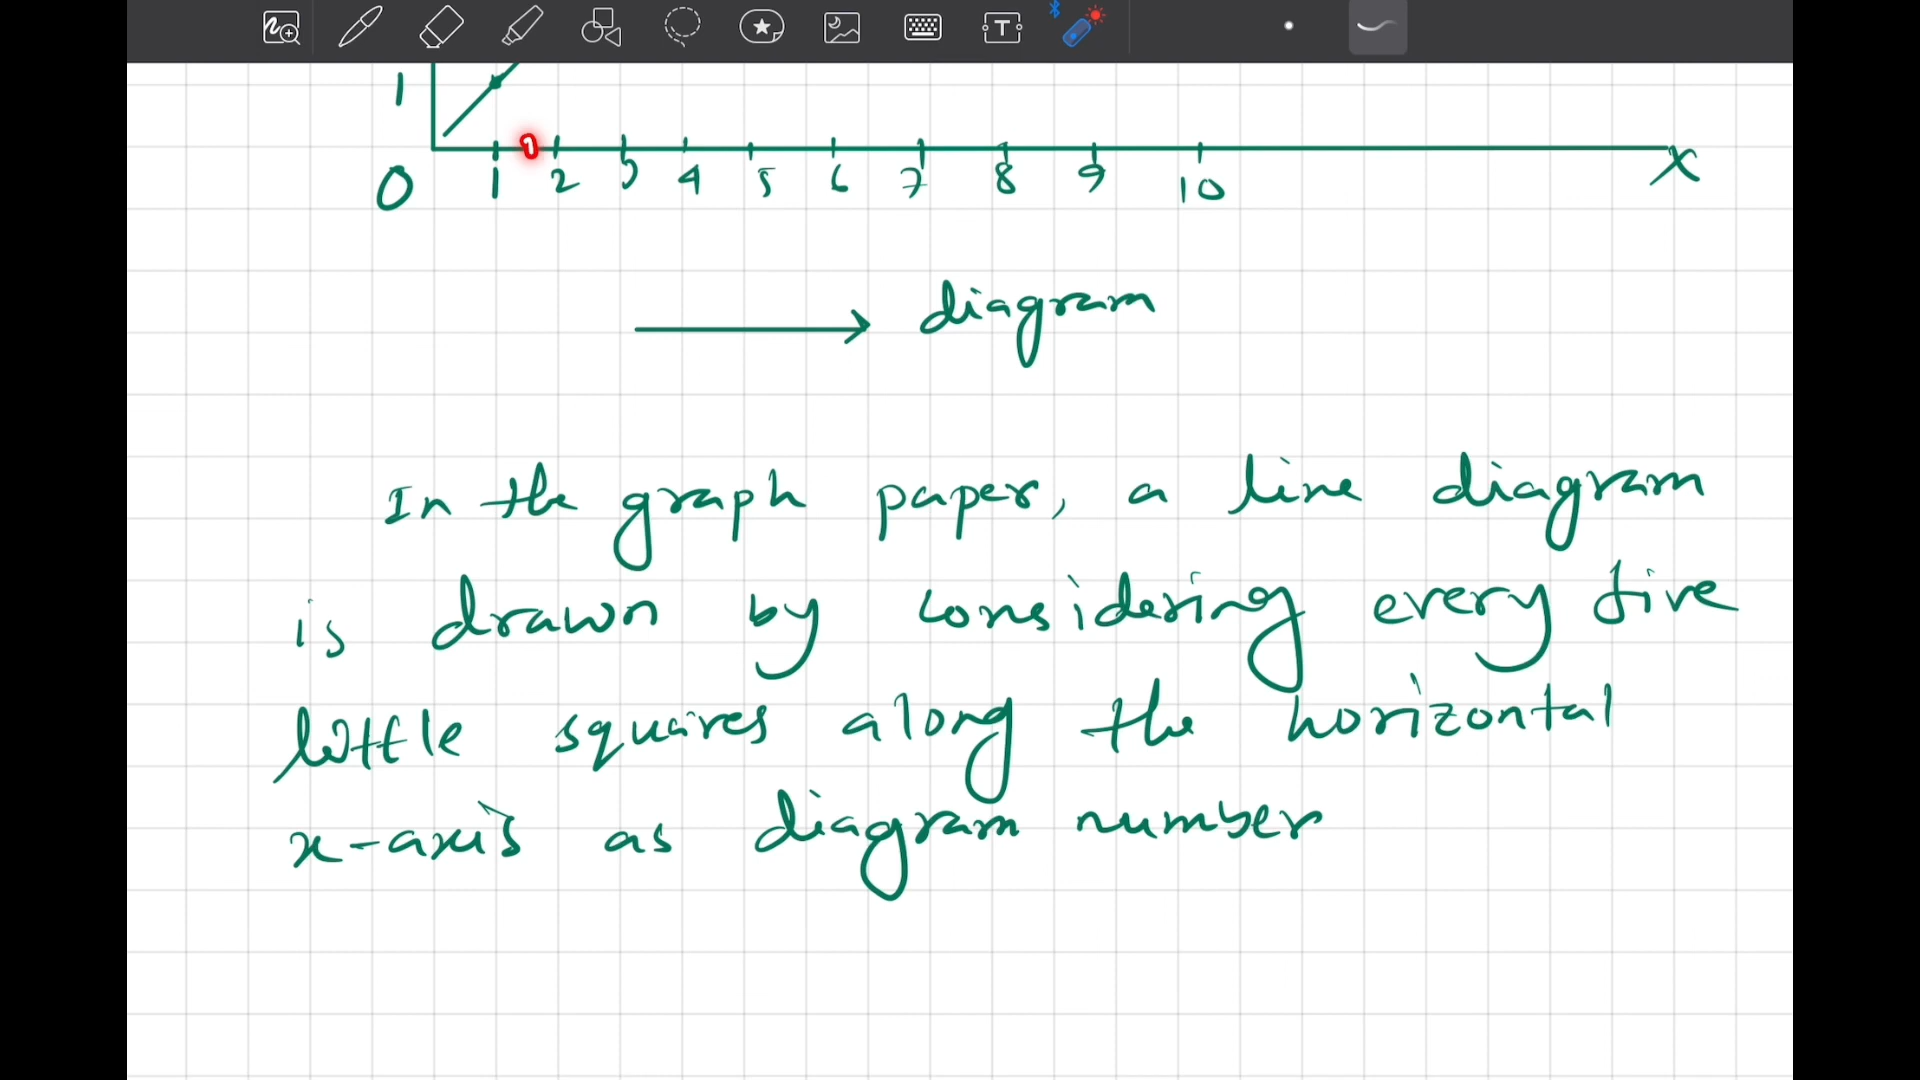 1
0 1 2 3 4 5 6 7 8 9 10 X
diagram
In the graph paper, a line diagram
is drawn by considering every five
little squares along the horizontal
x-axis as diagram number